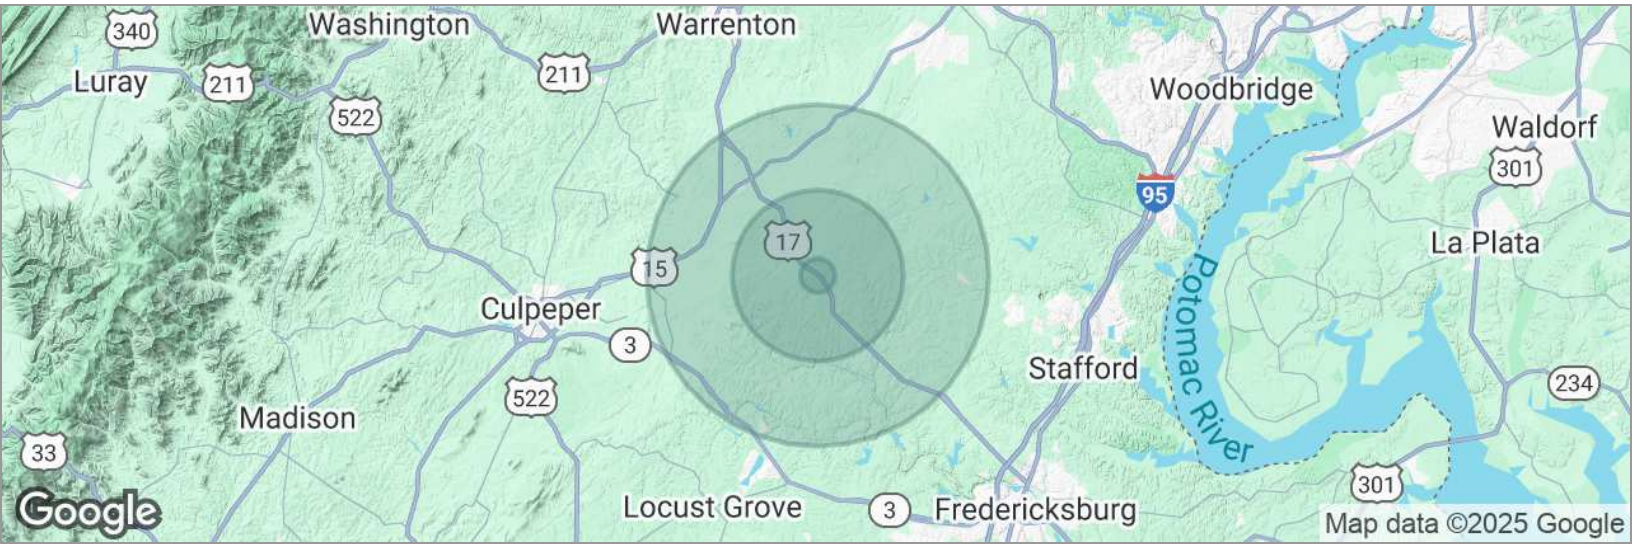 340
Washington
Warrenton
Luray
211
211
522
Woodbridge
Waldorf
301
95
17
La Plata
15
Culpeper
3
Potomac River
Stafford
522
234
Madison
33
301
Google
Locust Grove
3
Fredericksburg
Map data ©2025 Google